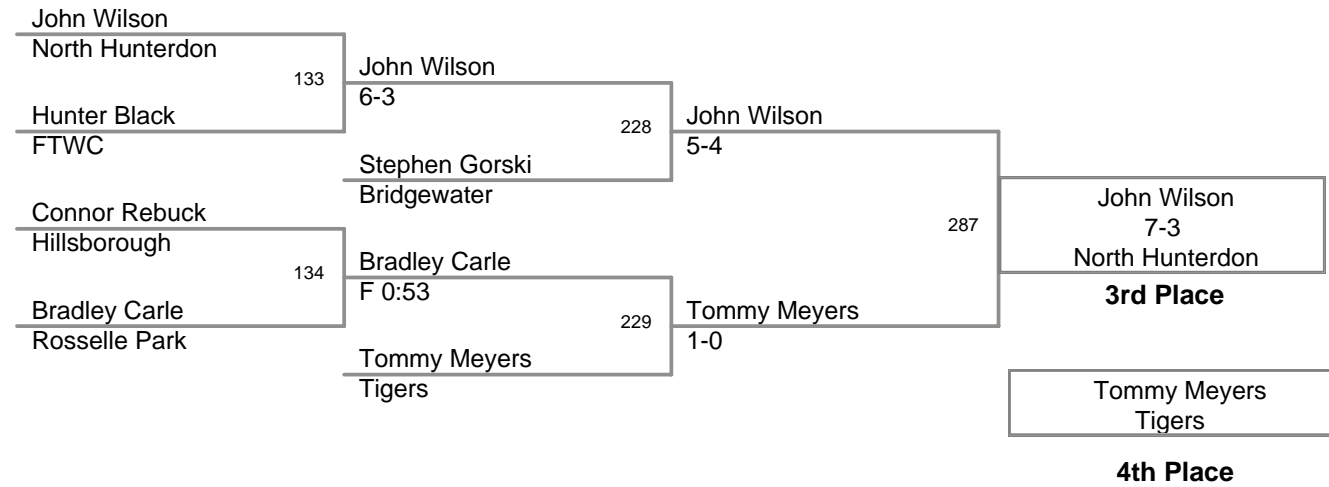 John Wilson
North Hunterdon
133
Hunter Black
FTWC
John Wilson
6-3
228
Stephen Gorski
Bridgewater
Connor Rebuck
Hillsborough
134
Bradley Carle
Rosselle Park
Bradley Carle
F 0:53
229
Tommy Meyers
Tigers
John Wilson
5-4
287
Tommy Meyers
1-0
John Wilson
7-3
North Hunterdon
3rd Place
Tommy Meyers
Tigers
4th Place